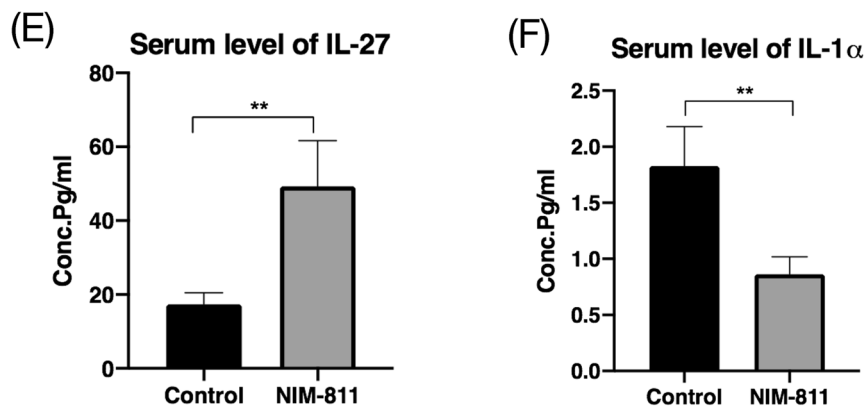 (E)
Serum level of IL-27
80
60
40
20
0
Conc.Pg/ml
**
Control
NIM-811
(F)
Serum level of IL-1α
2.5
2.0
1.5
1.0
0.5
0.0
Conc.Pg/ml
**
Control
NIM-811